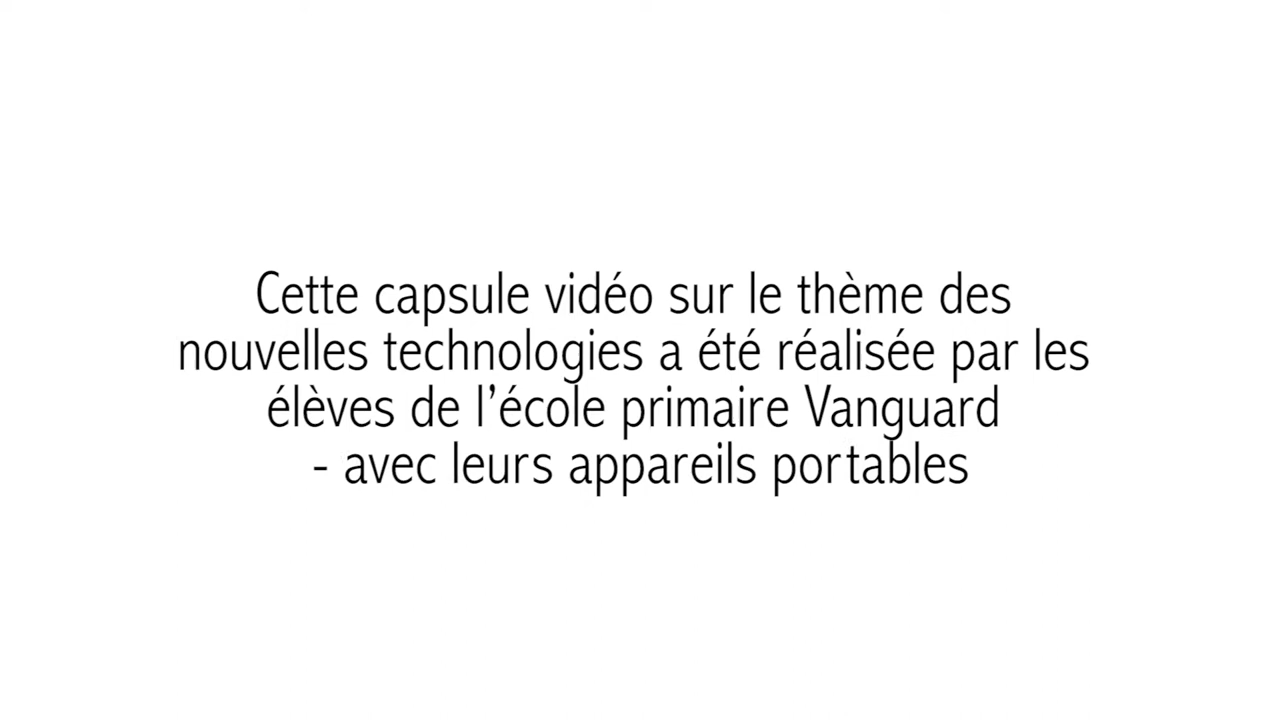 Cette capsule vidéo sur le thème des
nouvelles technologies a été réalisée par les
élèves de l’école primaire Vanguard
- avec leurs appareils portables